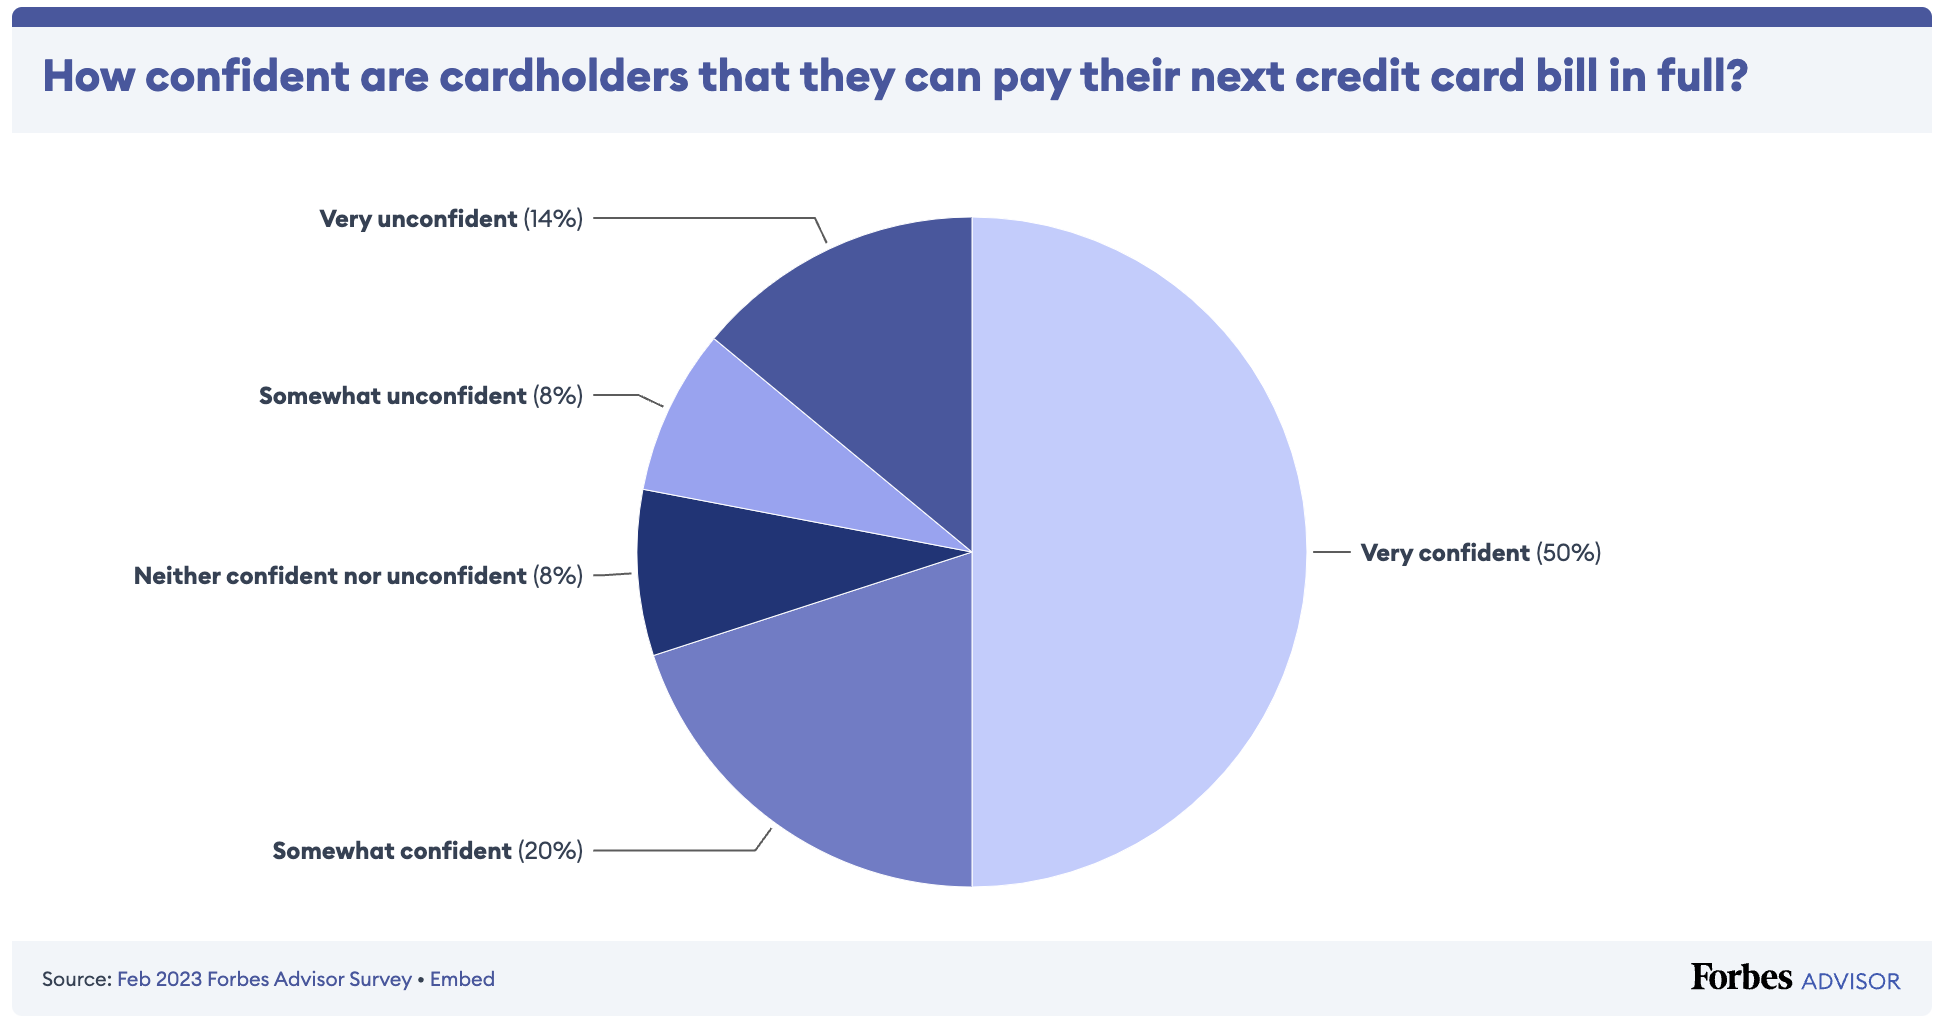 How confident are cardholders that they can pay their next credit card bill in full?
Very unconfident (14%)
Somewhat unconfident (8%)
Very confident (50%)
Neither confident nor unconfident (8%)
Somewhat confident (20%)
Source: Feb 2023 Forbes Advisor Survey • Embed
Forbes ADVISOR